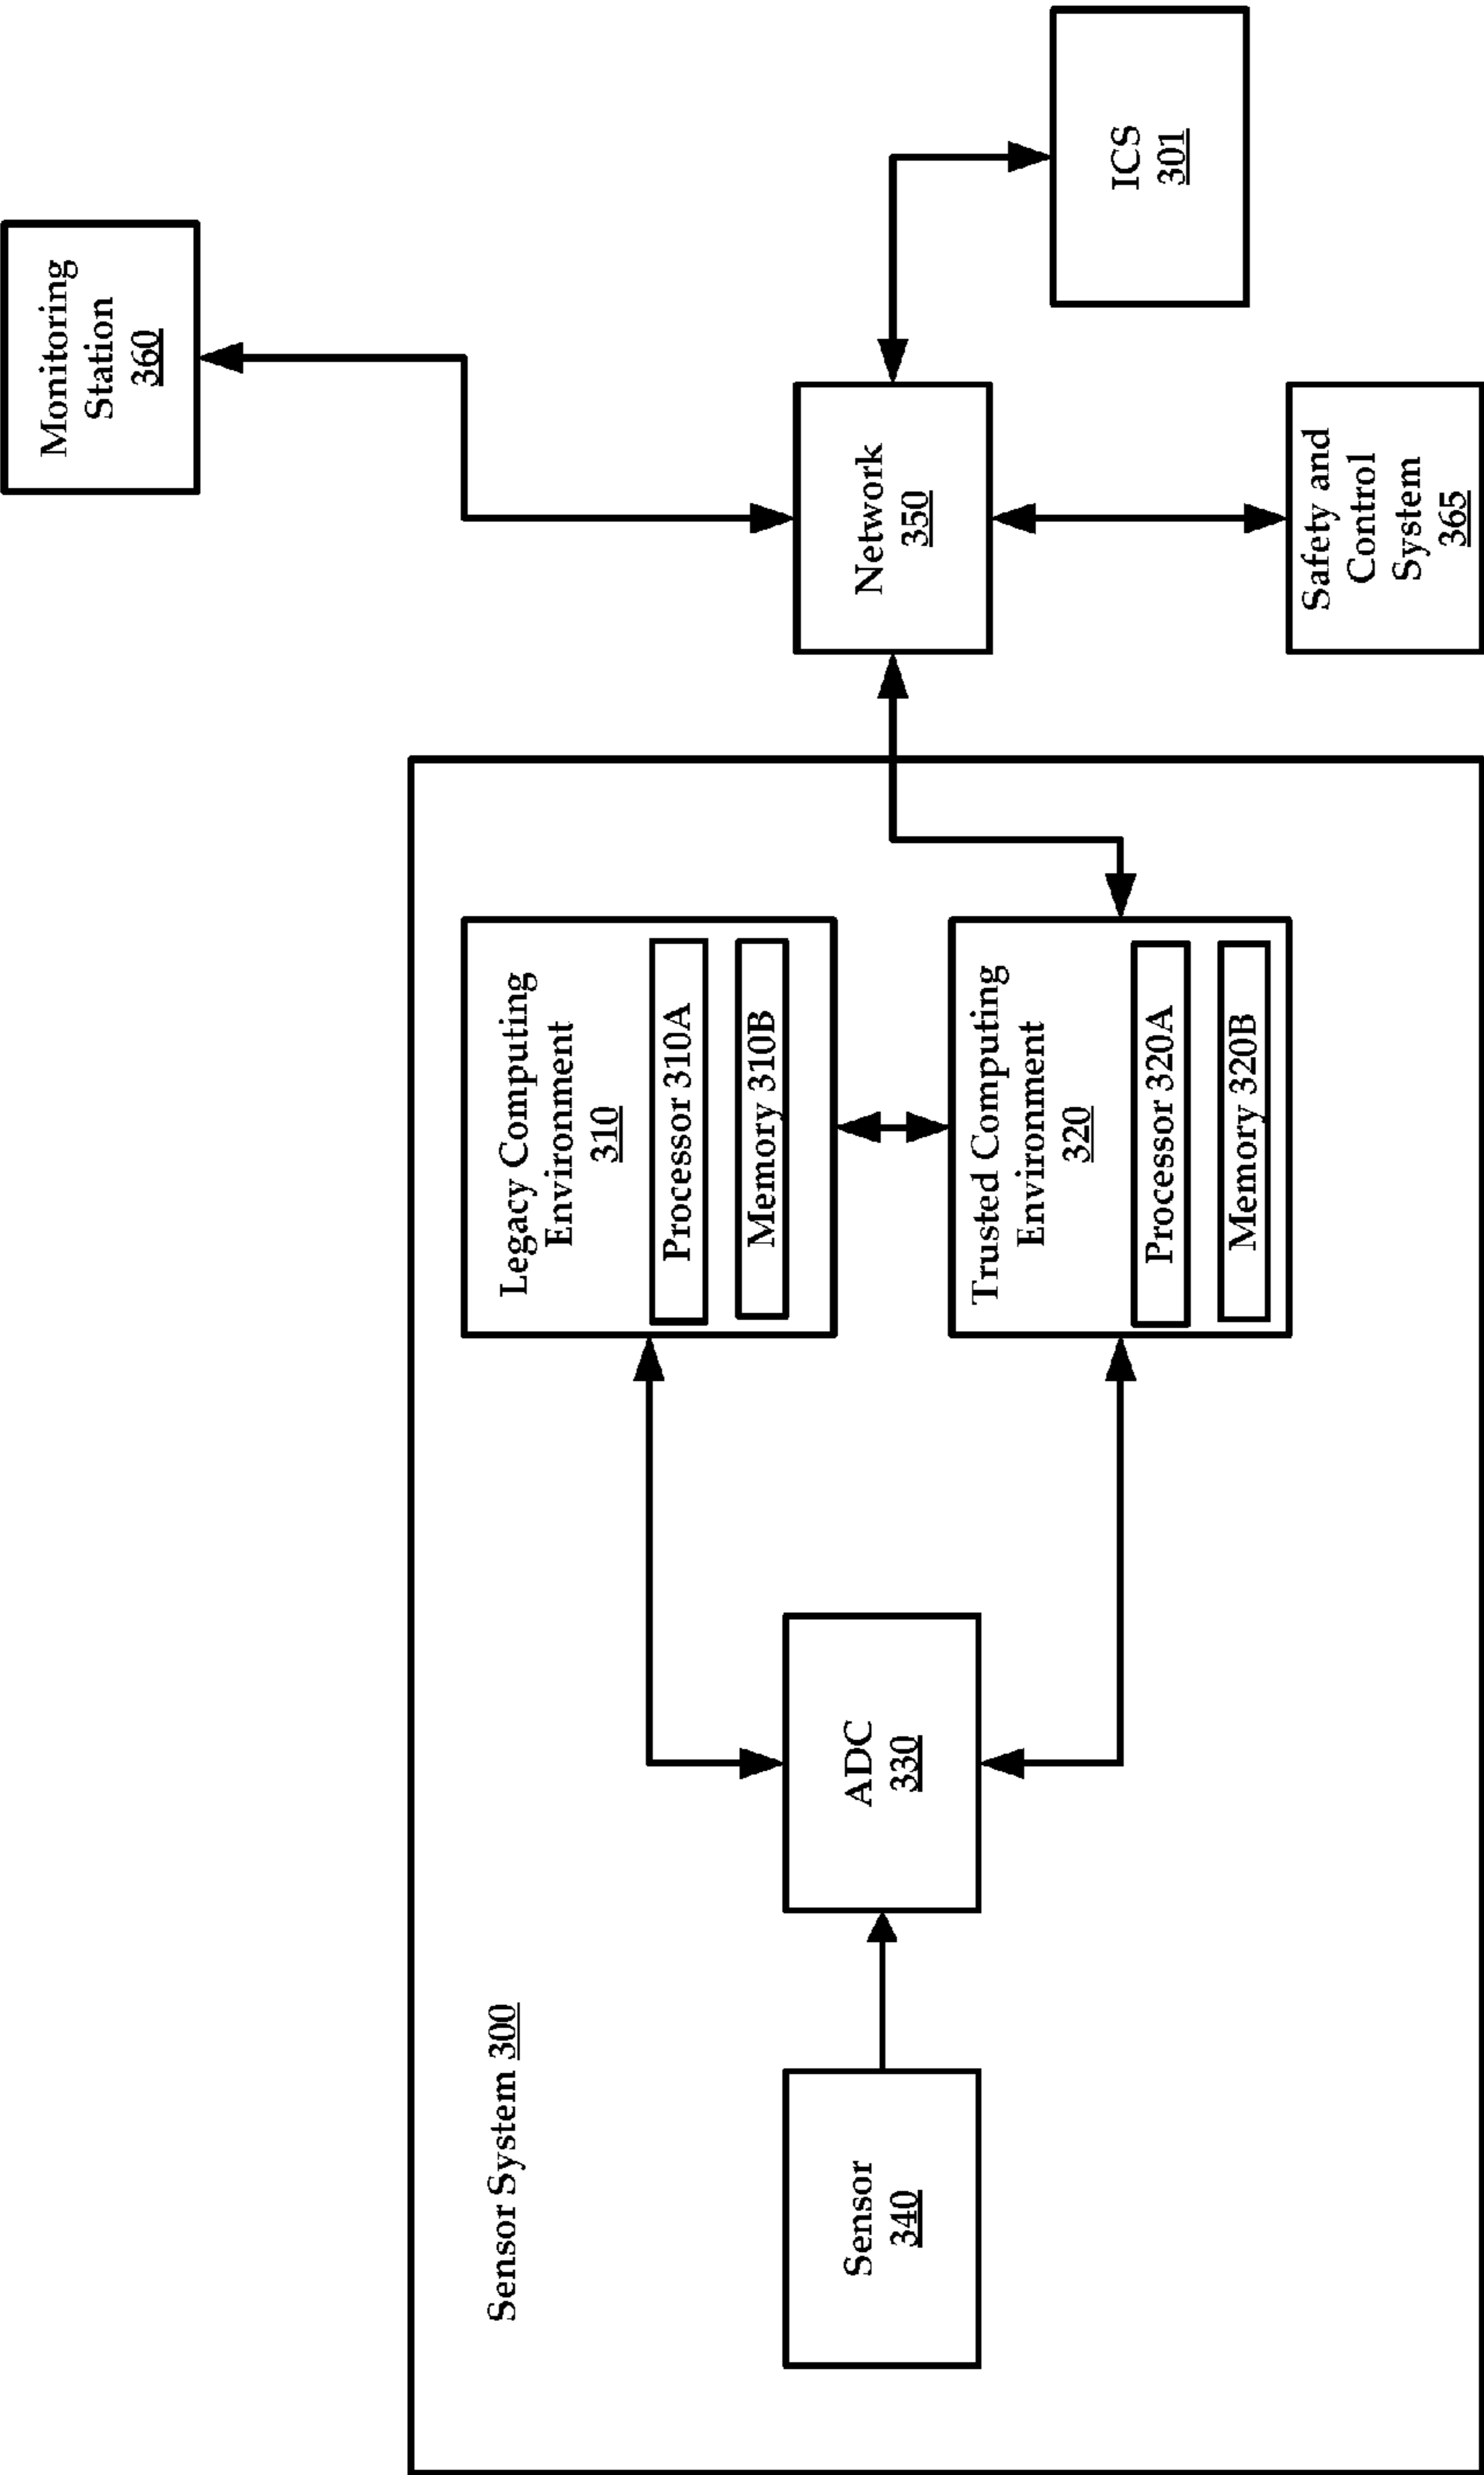 Sensor System 300
Sensor
340
ADC
330
Legacy Computing
Environment
310
Processor 310A
Memory 310B
Trusted Computing
Environment
320
Processor 320A
Memory 320B
Network
350
Monitoring
Station
360
Safety and
Control
System
365
ICS
301